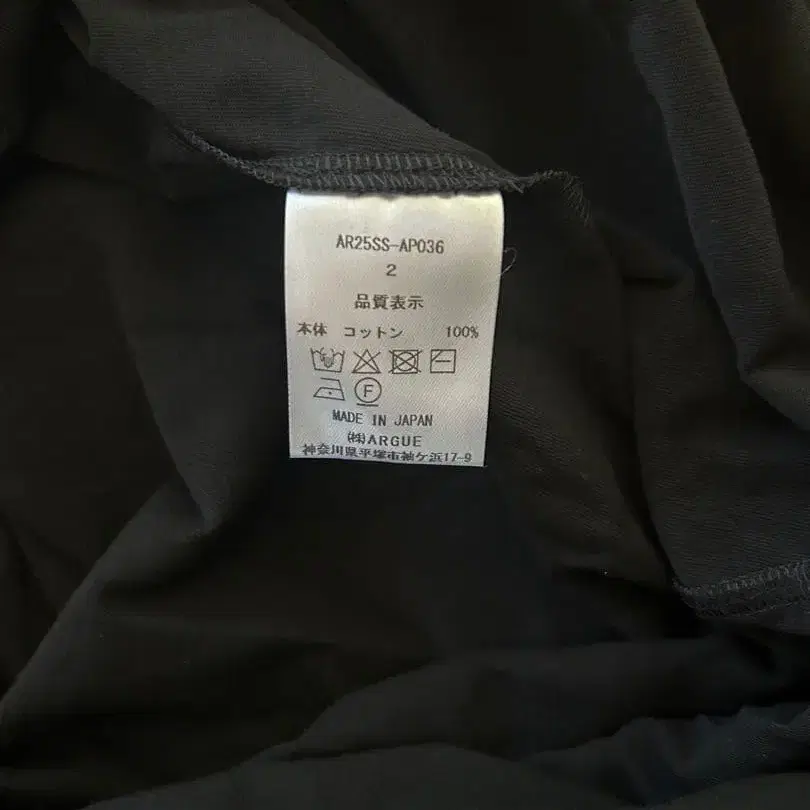 AR25SS-AP036
2
品質表示
本体 コットン 100%
F
MADE IN JAPAN
㈱ARGUE
神奈川県平塚市袖ケ浜17-9